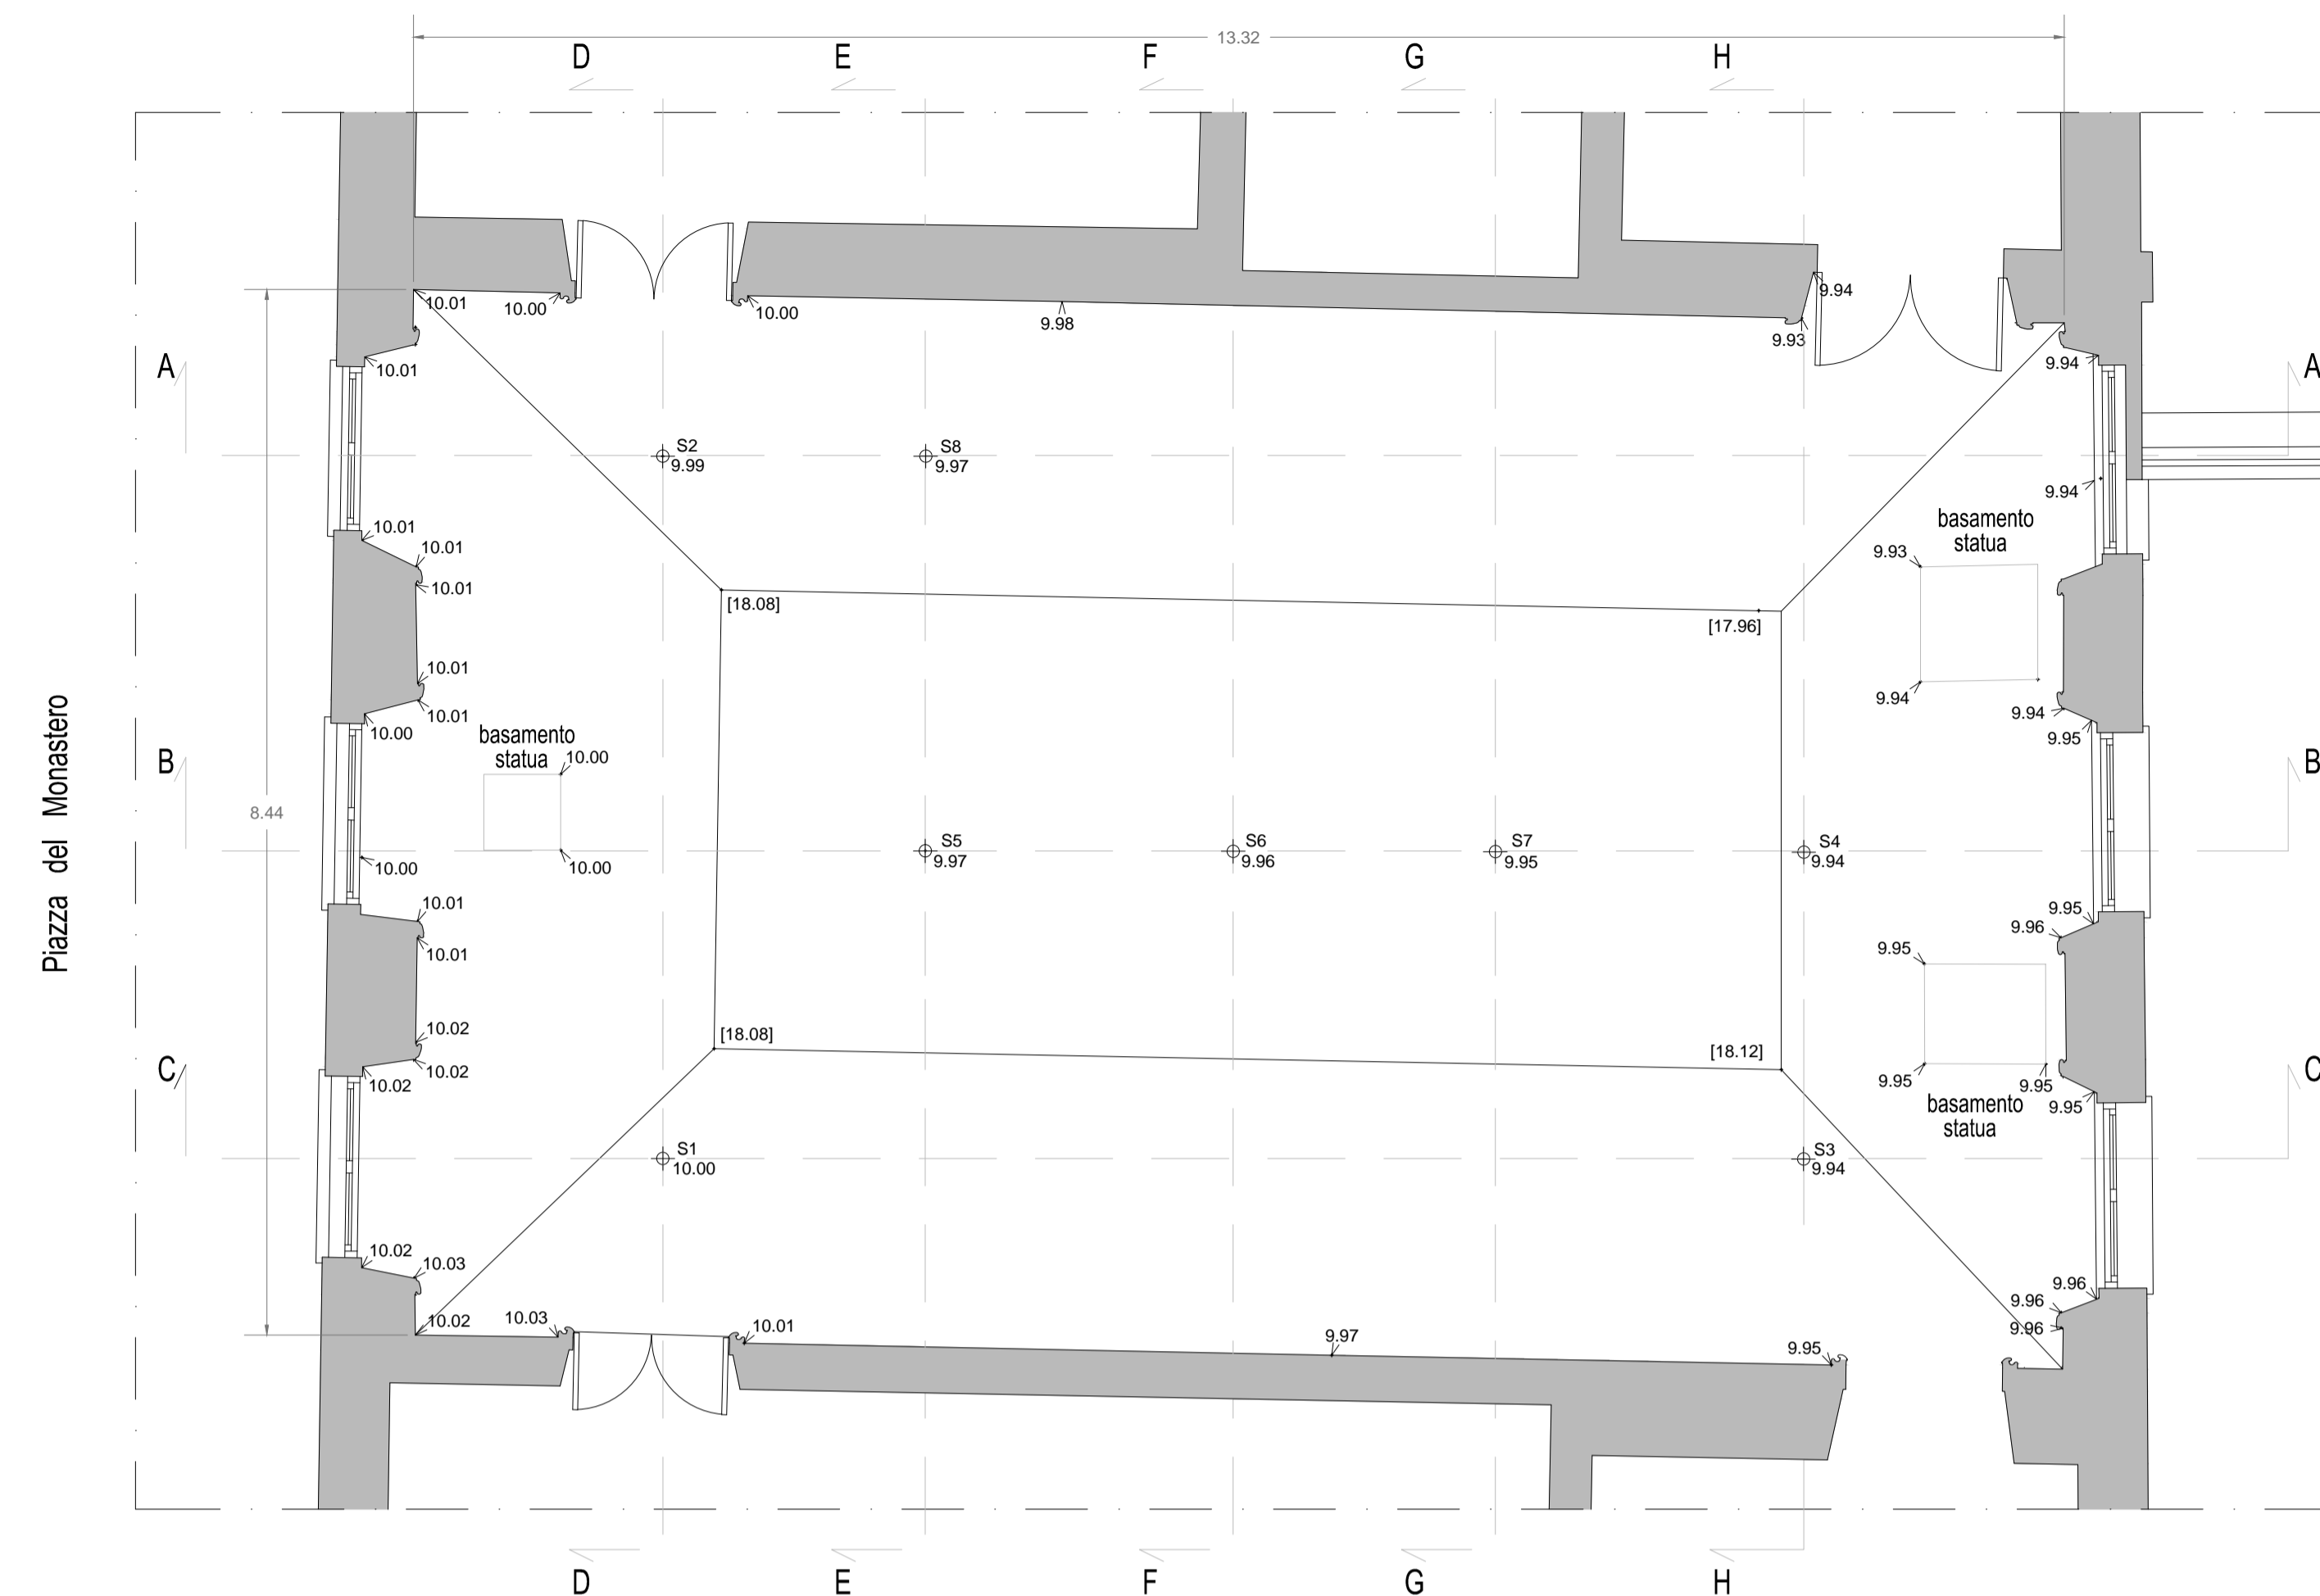 13.32
D E F G H
10.01
10.00
10.00
9.98
9.94
9.93
A
10.01
9.94
A
S2
9.99
S8
9.97
9.94
10.01
10.01
10.01
basamento
statua
9.93
10.01
10.01
10.00
[18.08]
[17.96]
9.94
9.94
9.95
Piazza del Monastero
B
basamento
statua
10.00
10.00
10.00
8.44
S5
9.97
S6
9.96
S7
9.95
S4
9.94
B
10.01
10.01
9.95
9.96
9.95
10.02
10.02
10.02
[18.08]
[18.12]
9.95
9.95
9.95
basamento
statua
C
C
S1
10.00
S3
9.94
10.02
10.03
10.02
10.03
10.01
9.97
9.95
9.96
9.96
9.96
D E F G H